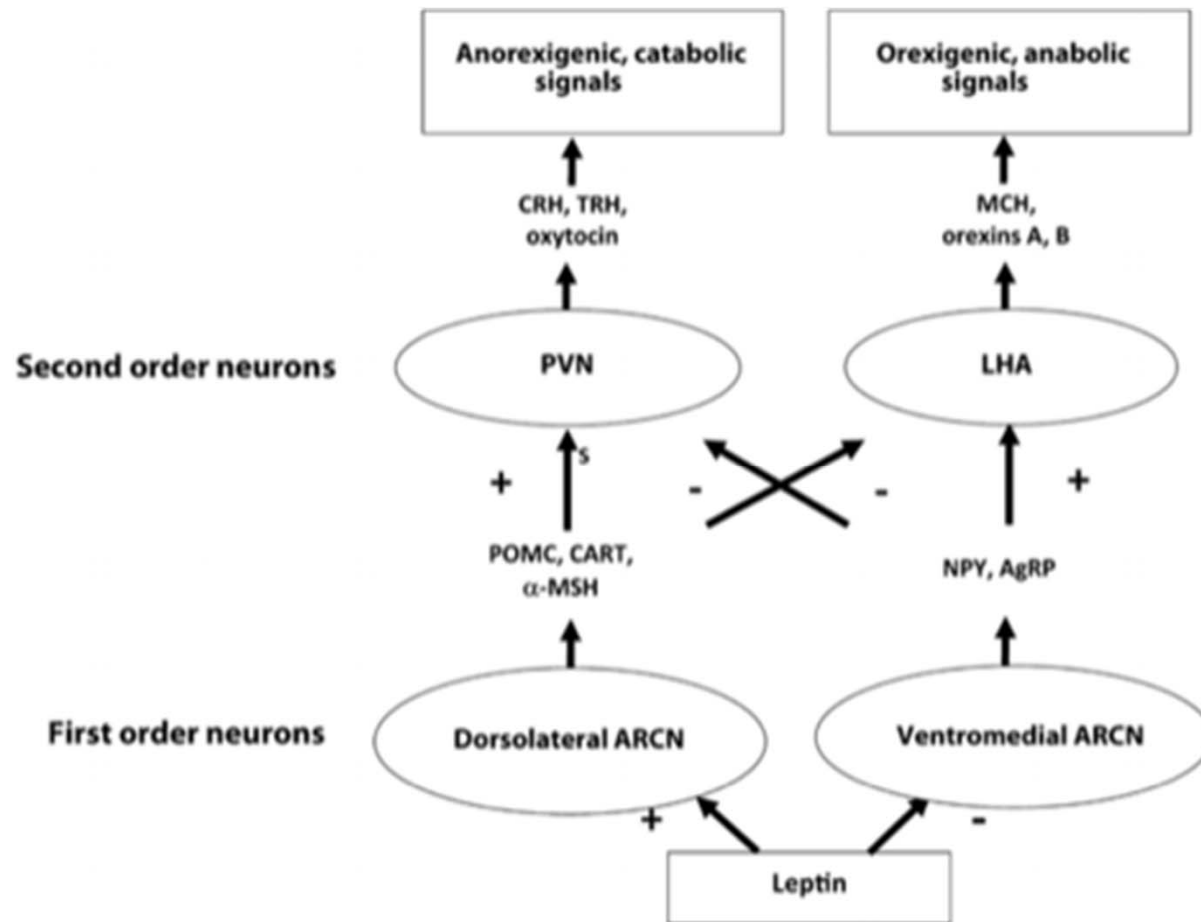 Anorexigenic, catabolic
signals
Orexigenic, anabolic
signals
CRH, TRH,
oxytocin
MCH,
orexins A, B
Second order neurons
PVN
LHA
s
+
-
-
+
POMC, CART,
α-MSH
NPY, AgRP
First order neurons
Dorsolateral ARCN
Ventromedial ARCN
+
-
Leptin